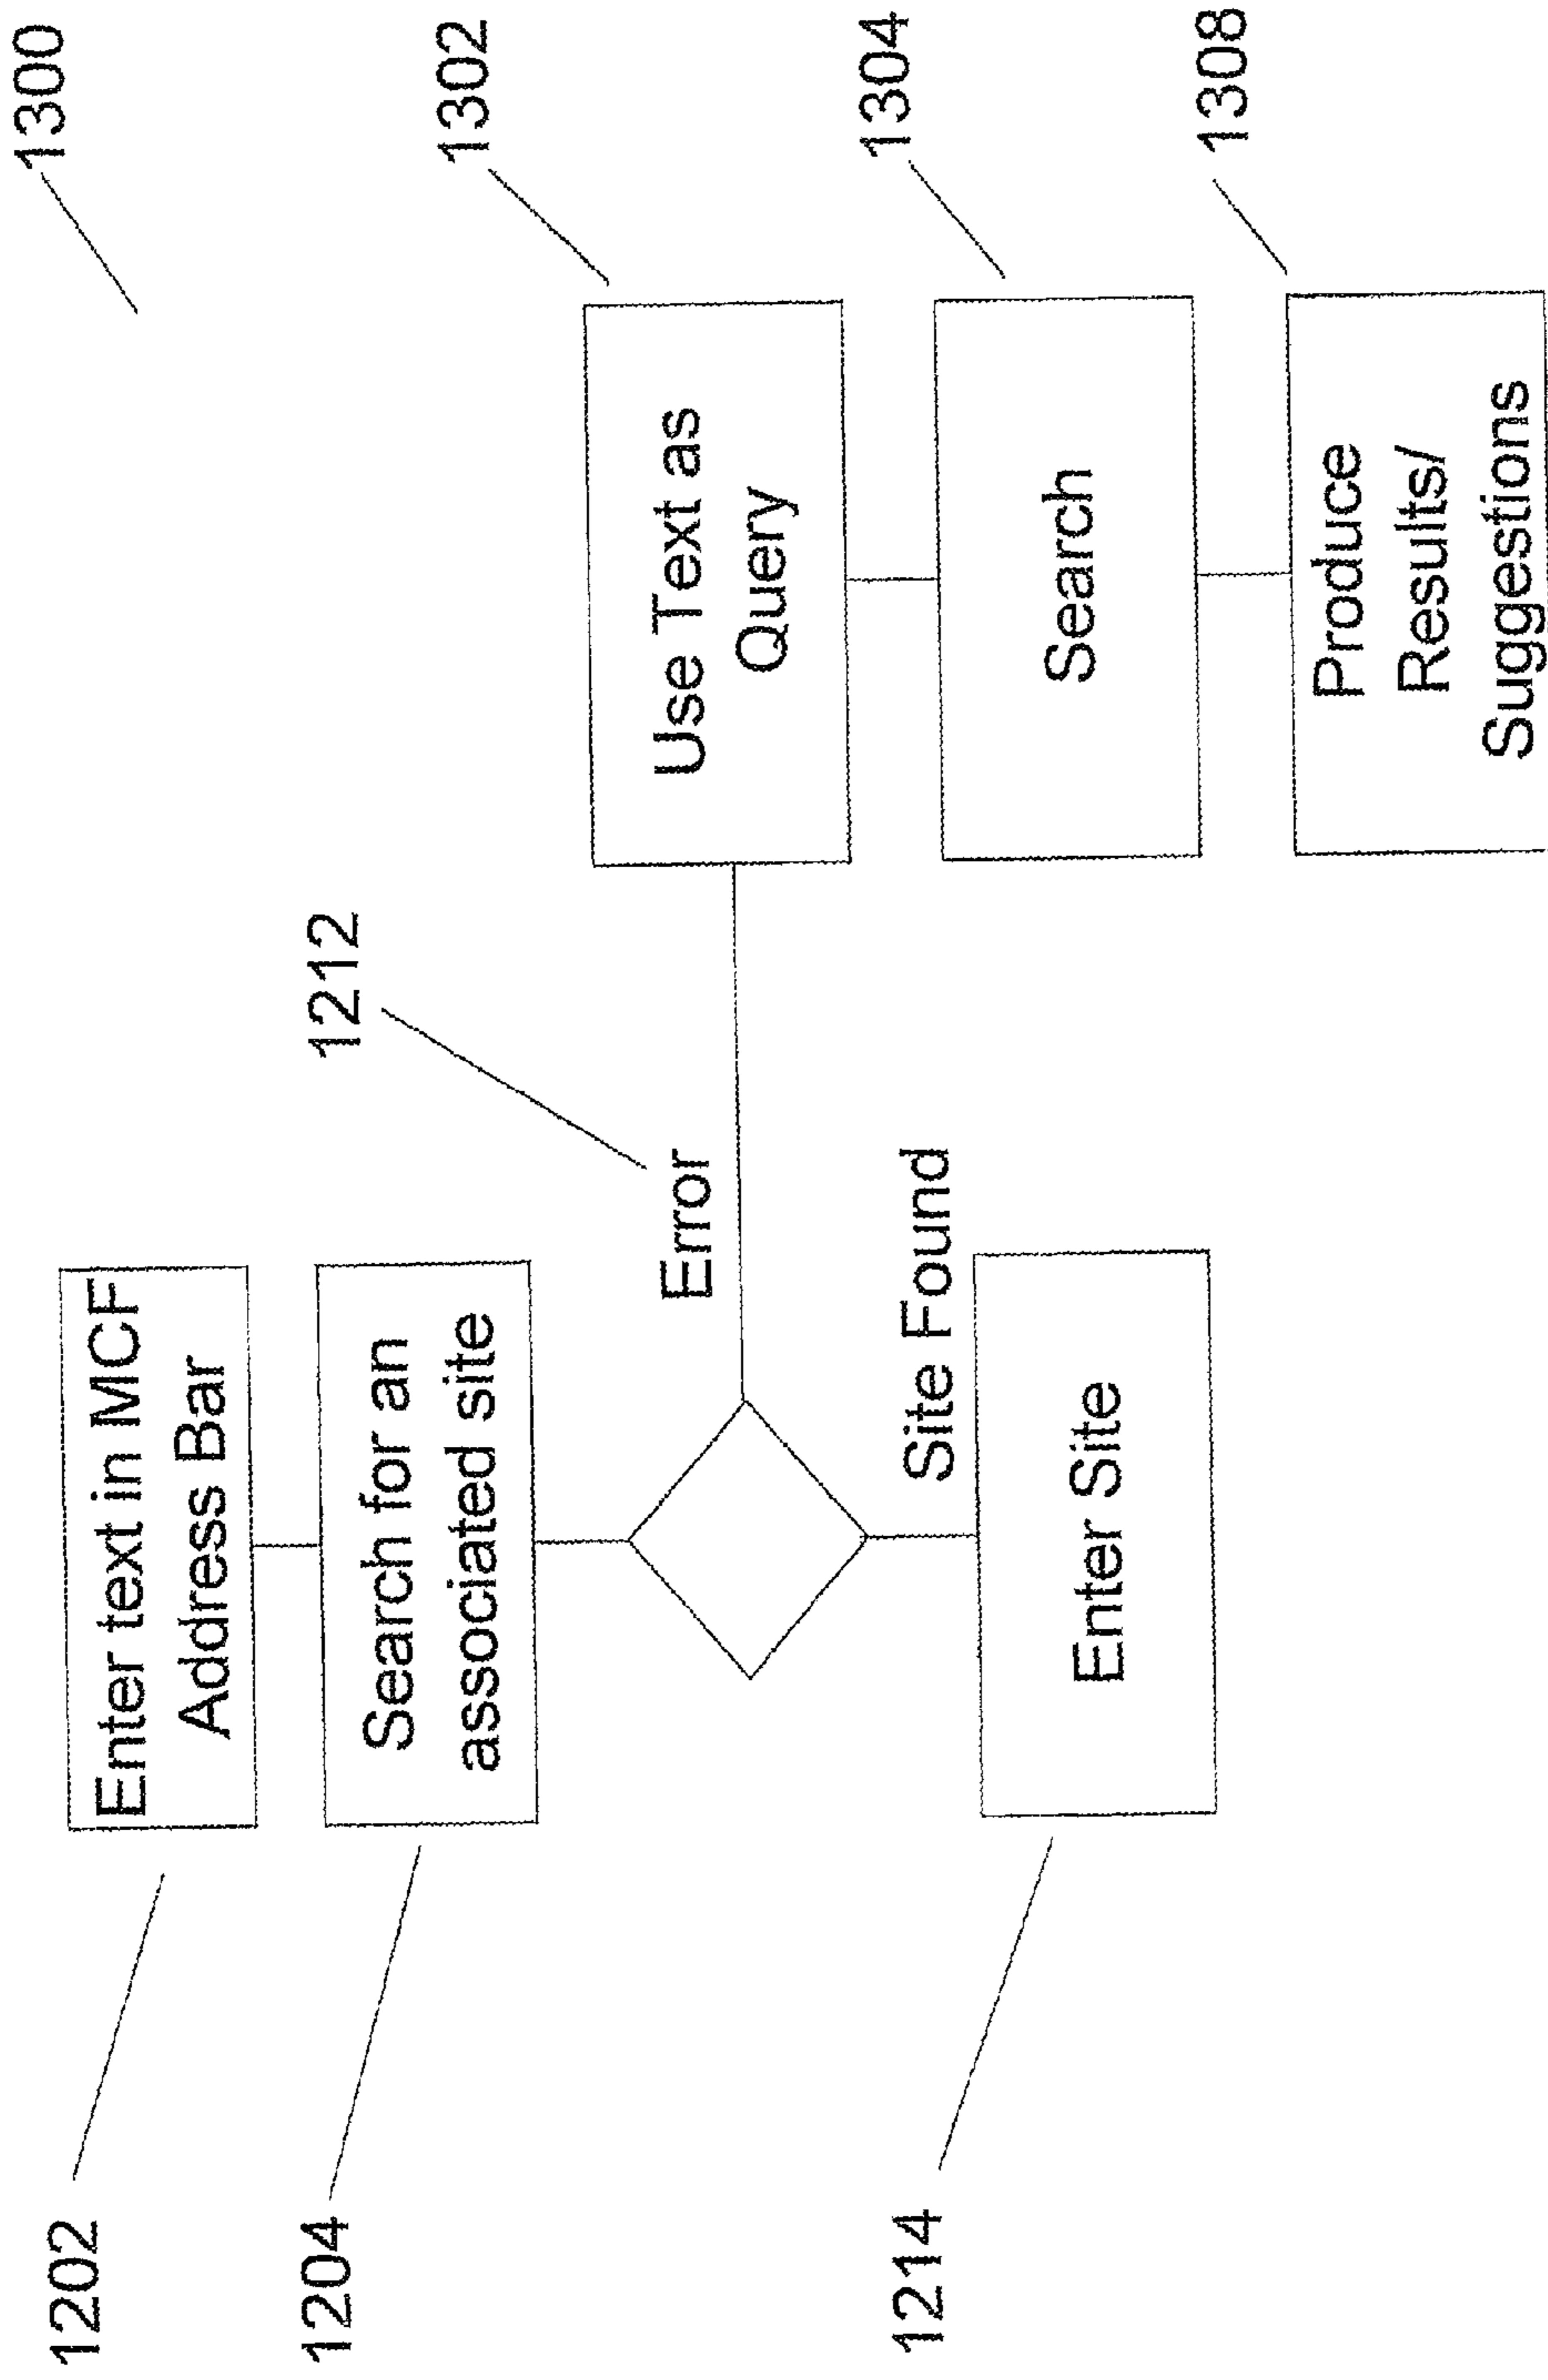 1300
1202
Enter text in MCF
Address Bar
1204
Search for an
associated site
1212
Error
1302
Use Text as
Query
1304
Search
Site Found
1214
Enter Site
1308
Produce
Results/
Suggestions